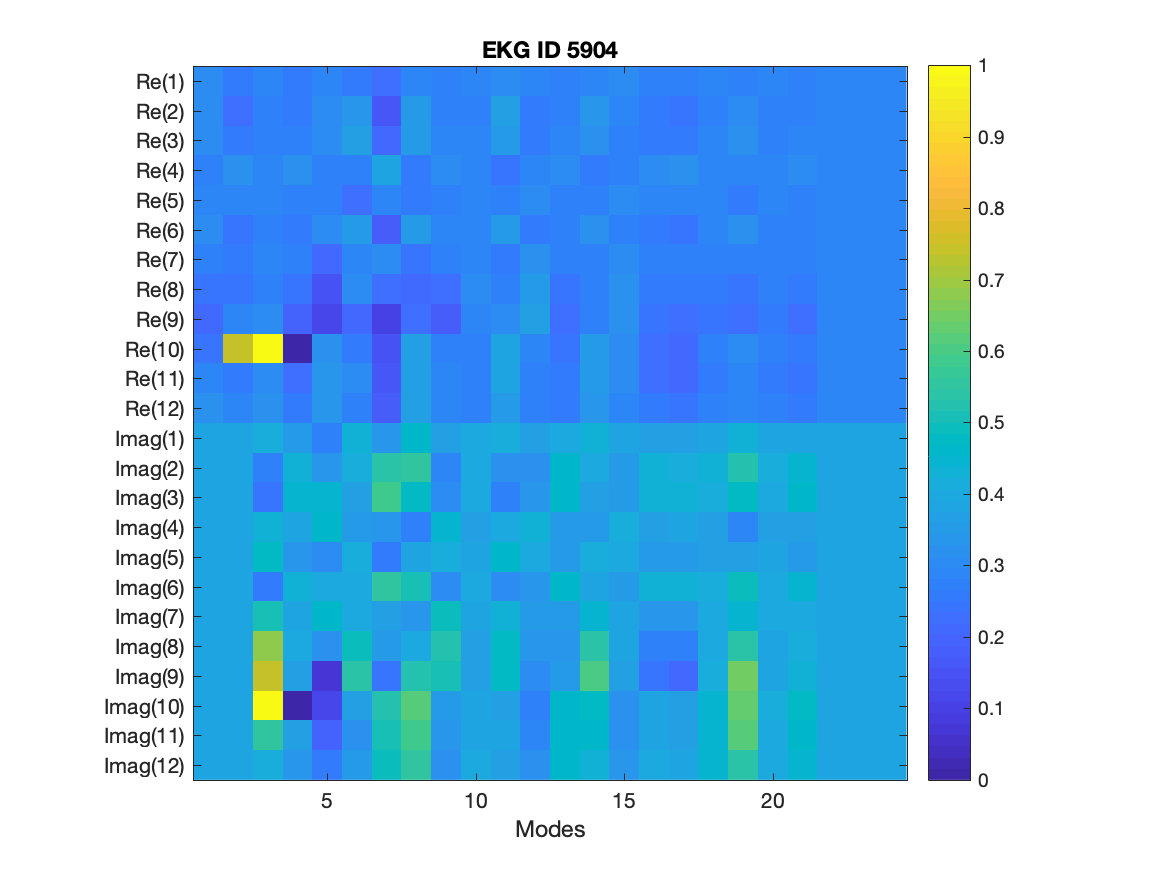 EKG ID 5904
Re(1)
Re(2)
Re(3)
Re(4)
Re(5)
Re(6)
Re(7)
Re(8)
Re(9)
Re(10)
Re(11)
Re(12)
Imag(1)
Imag(2)
Imag(3)
Imag(4)
Imag(5)
Imag(6)
Imag(7)
Imag(8)
Imag(9)
Imag(10)
Imag(11)
Imag(12)
5 10 15 20
Modes
1
0.9
0.8
0.7
0.6
0.5
0.4
0.3
0.2
0.1
0